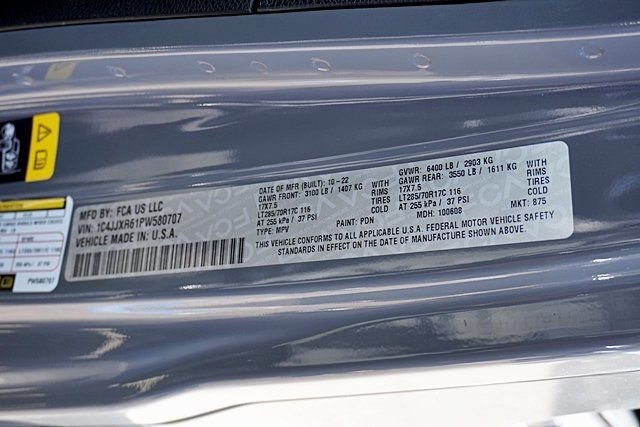 MFD BY: FCA US LLC
VIN: 1C4JJXR61PW580707
VEHICLE MADE IN: U.S.A.
DATE OF MFR (BUILT): 10-22
GAWR FRONT: 3100 LB / 1407 KG WITH
17X7.5 RIMS
LT285/70R17C 116 TIRES
AT 255 kPa / 37 PSI COLD
TYPE: MPV PAINT: PDN
GVWR: 6400 LB / 2903 KG
GAWR REAR: 3550 LB / 1611 KG WITH
17X7.5 RIMS
LT285/70R17C 116 TIRES
AT 255 kPa / 37 PSI COLD
MDH: 100608 MKT: 875
THIS VEHICLE CONFORMS TO ALL APPLICABLE U.S.A. FEDERAL MOTOR VEHICLE SAFETY
STANDARDS IN EFFECT ON THE DATE OF MANUFACTURE SHOWN ABOVE.
PW580707